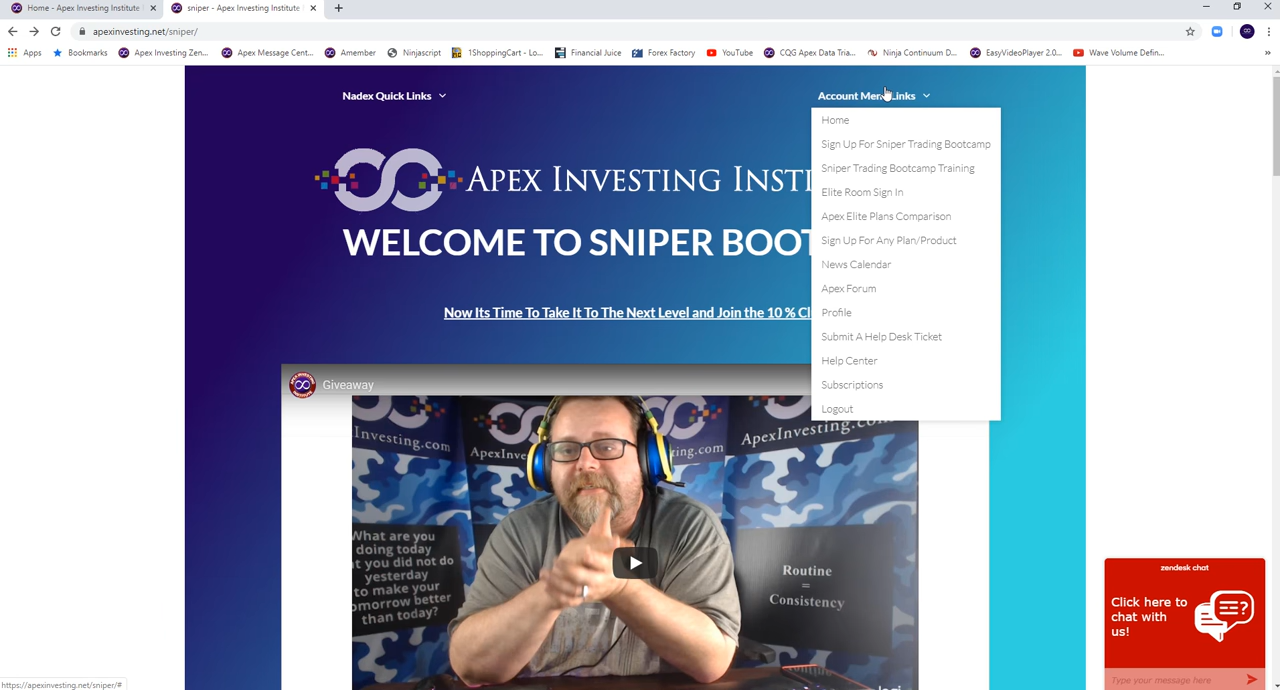 Home - Apex Investing Institute
sniper - Apex Investing Institute
apexinvesting.net/sniper/
Apps
Bookmarks
Apex Investing Zen...
Apex Message Cent...
Amember
Ninjascript
1ShoppingCart - Lo...
Financial Juice
Forex Factory
YouTube
CQG Apex Data Tria...
Ninja Continuum D...
EasyVideoPlayer 2.0...
Wave Volume Defin...
Nadex Quick Links
Account Links
Home
Sign Up For Sniper Trading Bootcamp
Sniper Trading Bootcamp Training
Elite Room Sign In
Apex Elite Plans Comparison
Sign Up For Any Plan/Product
News Calendar
Apex Forum
Profile
Submit A Help Desk Ticket
Help Center
Subscriptions
Logout
APEX INVESTING INSTI
WELCOME TO SNIPER BOOT
Now Its Time To Take It To The Next Level and Join the 10 % Cl
Giveaway
Investing.com
ApexInvesting.com
What are you
doing today
t you did not do
yesterday
to make your
omorrow better
than today?
Routine
=
Consistency
zendesk chat
Click here to
chat with
us!
Type your message here
https://apexinvesting.net/sniper/#